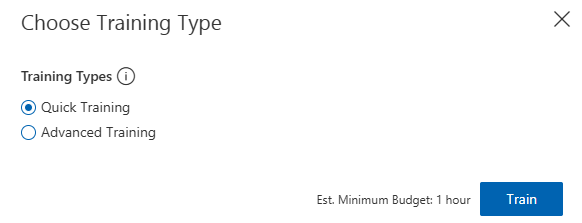 Choose Training Type
Training Types
Quick Training
Advanced Training
Est. Minimum Budget: 1 hour Train